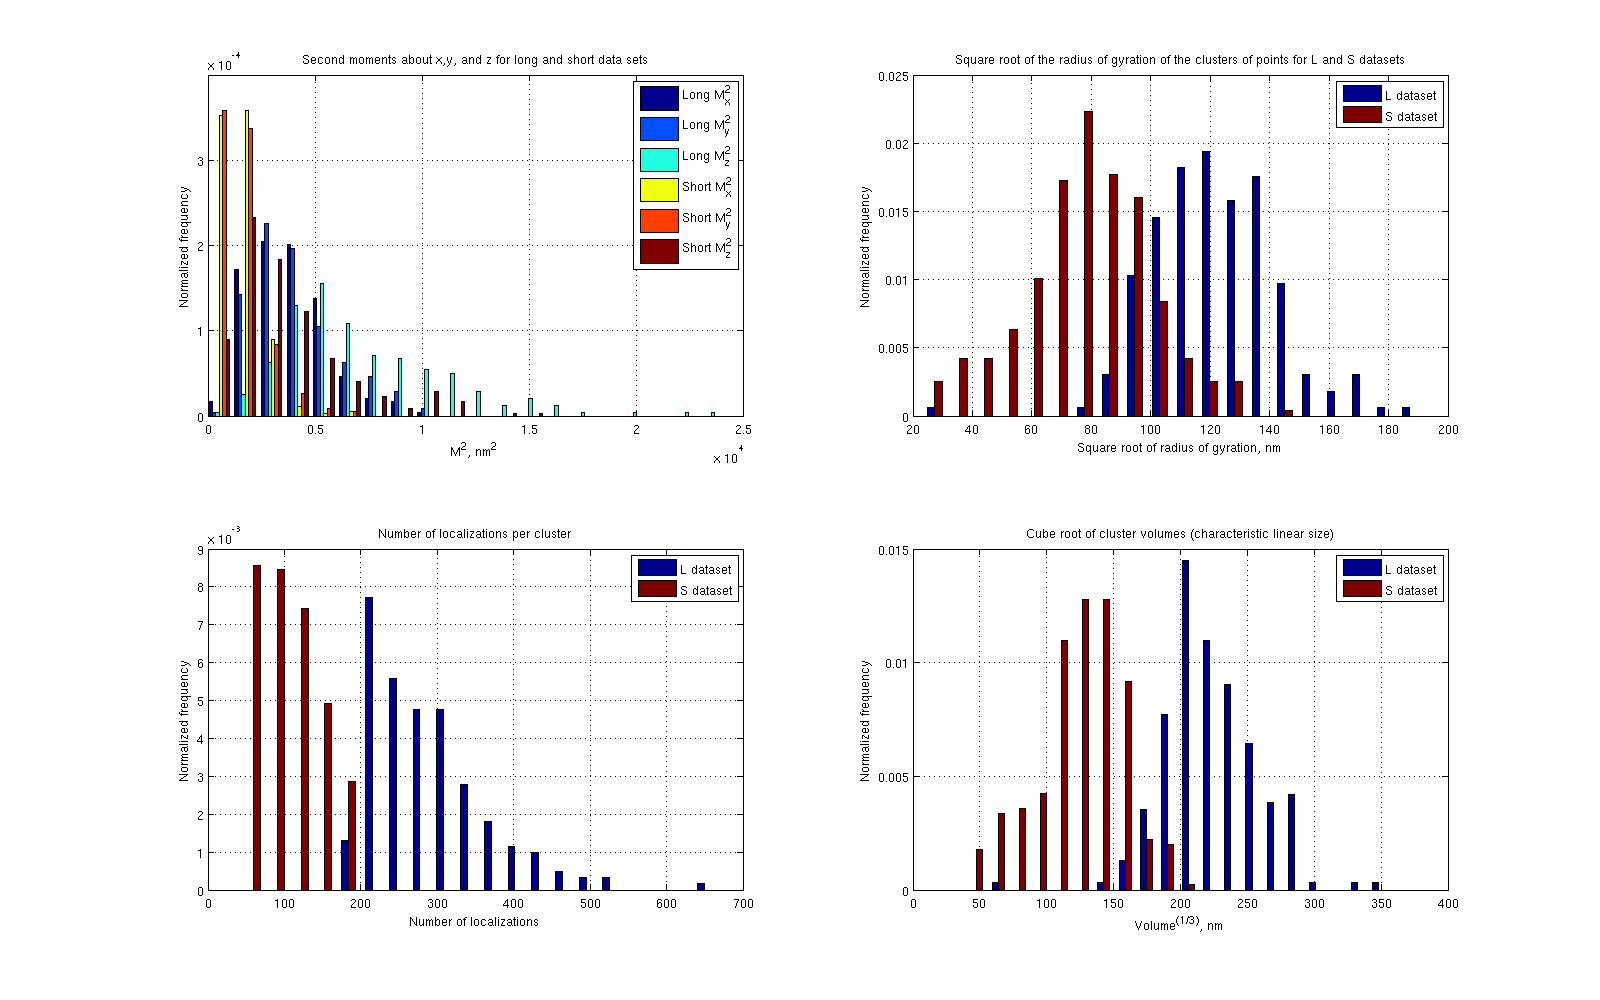 Second moments about x,y, and z for long and short data sets
× 10^-4
Normalized frequency
3
2
1
0
0 0.5 1 1.5 2 2.5
M^2, nm^2
× 10^4
Long M_x^2
Long M_y^2
Long M_z^2
Short M_x^2
Short M_y^2
Short M_z^2
Square root of the radius of gyration of the clusters of points for L and S datasets
Normalized frequency
0.025
0.02
0.015
0.01
0.005
0
20 40 60 80 100 120 140 160 180 200
Square root of radius of gyration, nm
L dataset
S dataset
Number of localizations per cluster
× 10^-3
Normalized frequency
9
8
7
6
5
4
3
2
1
0
0 100 200 300 400 500 600 700
Number of localizations
L dataset
S dataset
Cube root of cluster volumes (characteristic linear size)
Normalized frequency
0.015
0.01
0.005
0
0 50 100 150 200 250 300 350 400
Volume^(1/3), nm
L dataset
S dataset